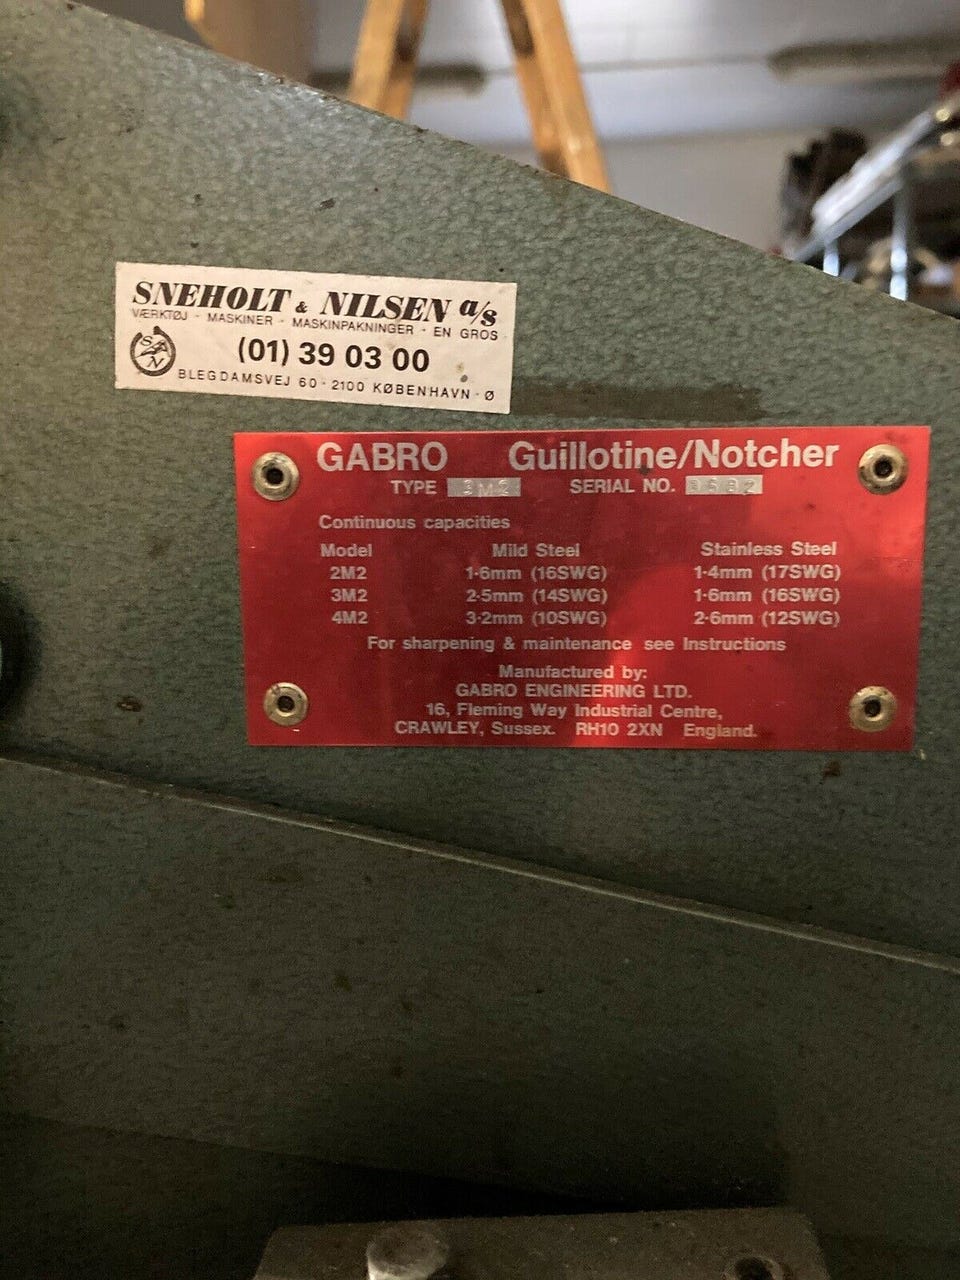 SNEHOLT & NILSEN a/s
VÆRKTØJ - MASKINER - MASKINPAKNINGER - EN GROS
SN
(01) 39 03 00
BLEGDAMSVEJ 60 - 2100 KØBENHAVN - Ø
GABRO Guillotine/Notcher
TYPE 3M2 SERIAL NO.
Continuous capacities
Model Mild Steel Stainless Steel
2M2 1·6mm (16SWG) 1·4mm (17SWG)
3M2 2·5mm (14SWG) 1·6mm (16SWG)
4M2 3·2mm (10SWG) 2·6mm (12SWG)
For sharpening & maintenance see Instructions
Manufactured by:
GABRO ENGINEERING LTD.
16, Fleming Way Industrial Centre,
CRAWLEY, Sussex. RH10 2XN England.